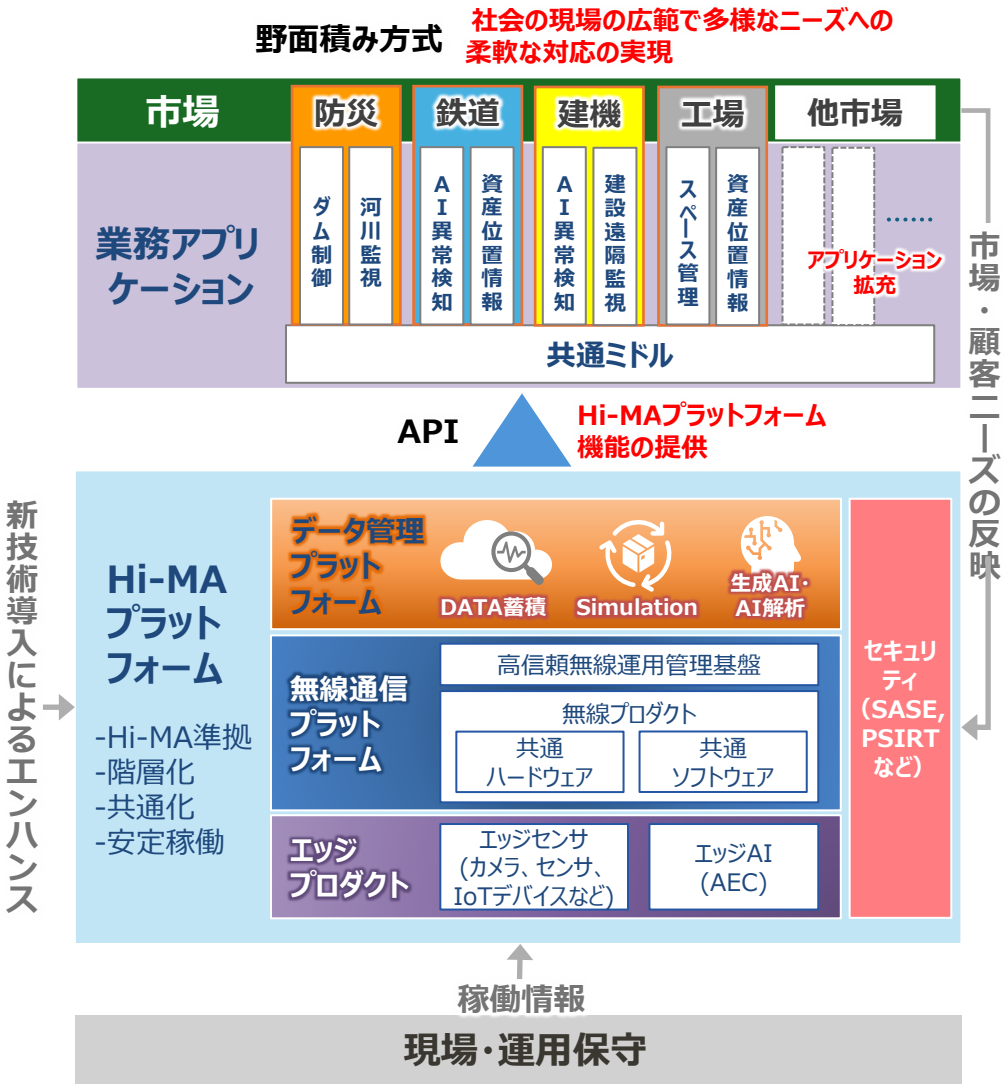 野面積み方式
社会の現場の広範で多様なニーズへの
柔軟な対応の実現
市場
防災
鉄道
建機
工場
他市場
業務アプリ
ケーション
ダム制御
河川監視
AI異常検知
資産位置情報
AI異常検知
建設遠隔監視
スペース管理
資産位置情報
……
アプリケーション
拡充
共通ミドル
市場・顧客ニーズの反映
API
Hi-MAプラットフォーム
機能の提供
新技術導入によるエンハンス
Hi-MA
プラット
フォーム
-Hi-MA準拠
-階層化
-共通化
-安定稼働
データ管理
プラット
フォーム
DATA蓄積
Simulation
生成AI・
AI解析
無線通信
プラット
フォーム
高信頼無線運用管理基盤
無線プロダクト
共通
ハードウェア
共通
ソフトウェア
エッジ
プロダクト
エッジセンサ
(カメラ、センサ、
IoTデバイスなど)
エッジAI
(AEC)
セキュリ
ティ
(SASE,
PSIRT
など)
稼働情報
現場・運用保守